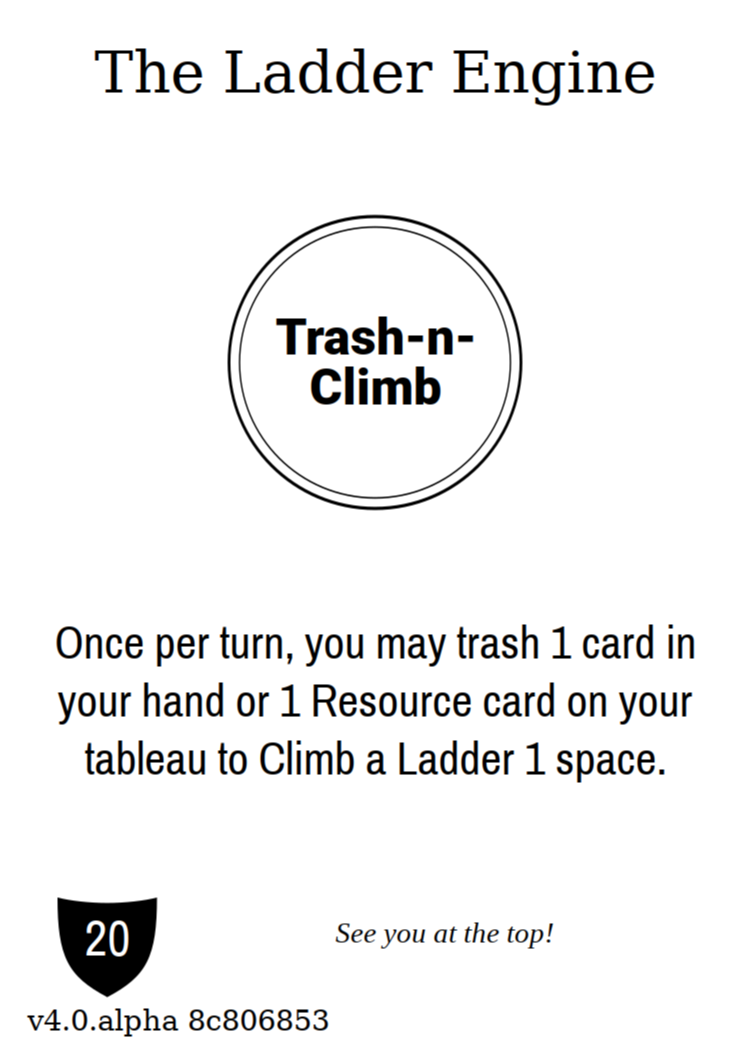 The Ladder Engine
Trash-n-
Climb
Once per turn, you may trash 1 card in
your hand or 1 Resource card on your
tableau to Climb a Ladder 1 space.
20
See you at the top!
v4.0.alpha 8c806853